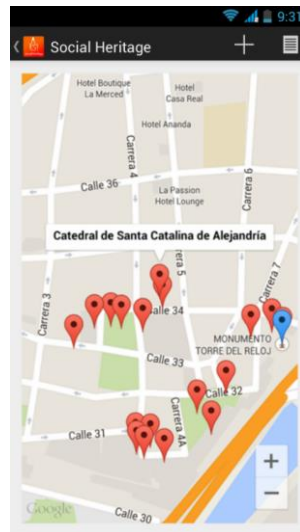 9:31
Social Heritage
Hotel Boutique
La Merced
Hotel
Casa Real
Carrera 4
Hotel Ananda
Carrera 6
Calle 36
La Passion
Hotel Lounge
Catedral de Santa Catalina de Alejandría
Carrera 3
Carrera 5
Carrera 7
Calle 34
MONUMENTO
TORRE DEL RELOJ
Calle 33
Calle 32
Carrera 4A
Calle 31
+
−
Google
Calle 30